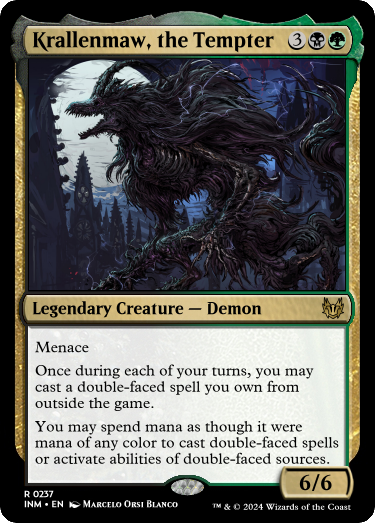 Krallenmaw, the Tempter 3
Legendary Creature — Demon
Menace
Once during each of your turns, you may
cast a double-faced spell you own from
outside the game.
You may spend mana as though it were
mana of any color to cast double-faced spells
or activate abilities of double-faced sources.
6/6
R 0237
INM • EN Marcelo Orsi Blanco
™ & © 2024 Wizards of the Coast